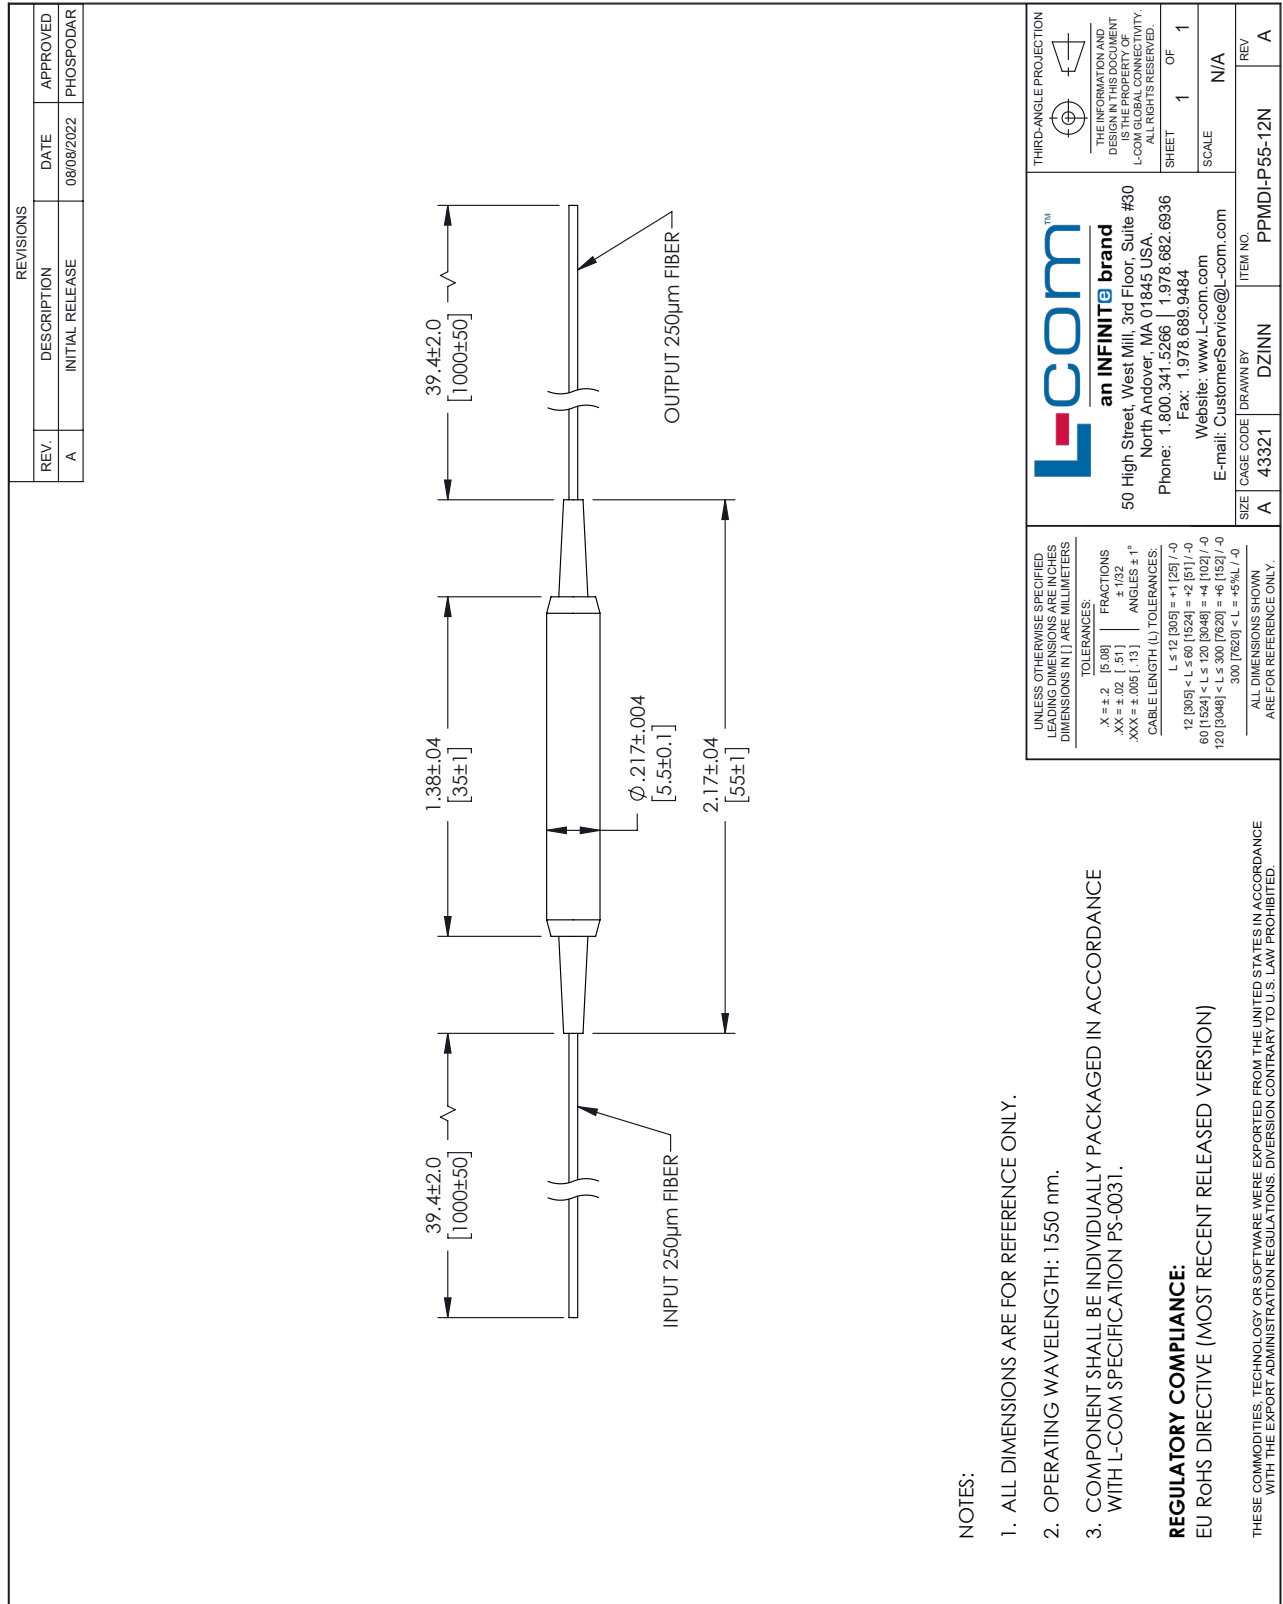 REVISIONS
REV. DESCRIPTION DATE APPROVED
A INITIAL RELEASE 08/08/2022 PHOSPODAR
39.4±2.0
[1000±50]
1.38±.04
[35±1]
39.4±2.0
[1000±50]
INPUT 250µm FIBER
Ø.217±.004
[5.5±0.1]
OUTPUT 250µm FIBER
2.17±.04
[55±1]
NOTES:
1. ALL DIMENSIONS ARE FOR REFERENCE ONLY.
2. OPERATING WAVELENGTH: 1550 nm.
3. COMPONENT SHALL BE INDIVIDUALLY PACKAGED IN ACCORDANCE
WITH L-COM SPECIFICATION PS-0031.
REGULATORY COMPLIANCE:
EU RoHS DIRECTIVE (MOST RECENT RELEASED VERSION)
THESE COMMODITIES, TECHNOLOGY OR SOFTWARE WERE EXPORTED FROM THE UNITED STATES IN ACCORDANCE
WITH THE EXPORT ADMINISTRATION REGULATIONS. DIVERSION CONTRARY TO U.S. LAW PROHIBITED.
UNLESS OTHERWISE SPECIFIED
LEADING DIMENSIONS ARE INCHES
DIMENSIONS IN [ ] ARE MILLIMETERS
TOLERANCES:
.X = ± .2 [5.08] FRACTIONS
.XX = ± .02 [ .51] ± 1/32
.XXX = ± .005 [ .13 ] ANGLES ± 1°
CABLE LENGTH (L) TOLERANCES:
L ≤ 12 [305] = +1 [25] / -0
12 [305] < L ≤ 60 [1524] = +2 [51] / -0
60 [1524] < L ≤ 120 [3048] = +4 [102] / -0
120 [3048] < L ≤ 300 [7620] = +6 [152] / -0
300 [7620] < L = +5%L / -0
ALL DIMENSIONS SHOWN
ARE FOR REFERENCE ONLY.
L-com™
an INFINITe brand
50 High Street, West Mill, 3rd Floor, Suite #30
North Andover, MA 01845 USA.
Phone: 1.800.341.5266 | 1.978.682.6936
Fax: 1.978.689.9484
Website: www.L-com.com
E-mail: CustomerService@L-com.com
THIRD-ANGLE PROJECTION
THE INFORMATION AND
DESIGN IN THIS DOCUMENT
IS THE PROPERTY OF
L-COM GLOBAL CONNECTIVITY.
ALL RIGHTS RESERVED.
SHEET 1 OF 1
SCALE N/A
SIZE A
CAGE CODE 43321
DRAWN BY DZINN
ITEM NO. PPMDI-P55-12N
REV A